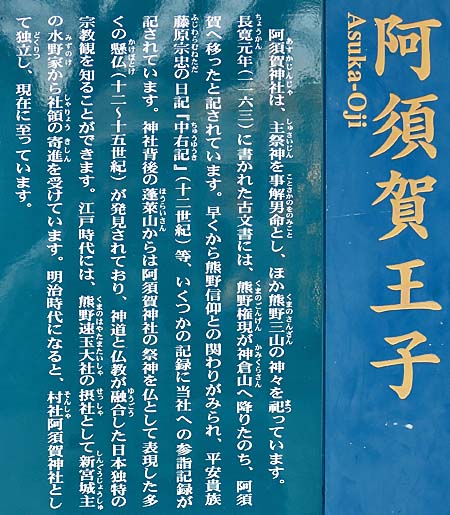 阿須賀王子
Asuka-Oji
阿須賀神社は、主祭神を事解男命とし、ほか熊野三山の神々を祀っています。
長寛元年(一一六三)に書かれた古文書には、熊野権現が神倉山へ降りたのち、阿須
賀へ移ったと記されています。早くから熊野信仰との関わりがみられ、平安貴族
藤原宗忠の日記『中右記』(十二世紀)等、いくつかの記録に当社への参詣記録が
記されています。神社背後の蓬莱山からは阿須賀神社の祭神を仏として表現した多
くの懸仏(十二~十五世紀)が発見されており、神道と仏教が融合した日本独特の
宗教観を知ることができます。江戸時代には、熊野速玉大社の摂社として新宮城主
の水野家から社領の寄進を受けています。明治時代になると、村社阿須賀神社とし
て独立し、現在に至っています。